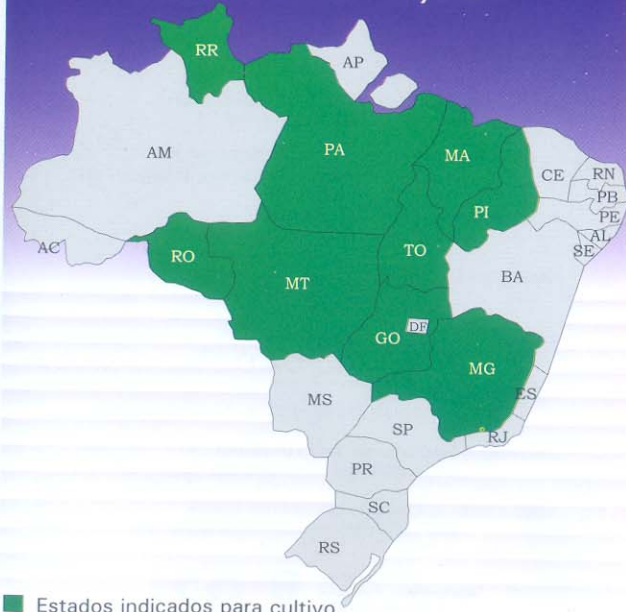 RR
AP
AM
PA
MA
CE
RN
PB
PE
AL
SE
PI
AC
RO
TO
BA
MT
GO
DF
MG
ES
MS
SP
RJ
PR
SC
RS
Estados indicados para cultivo